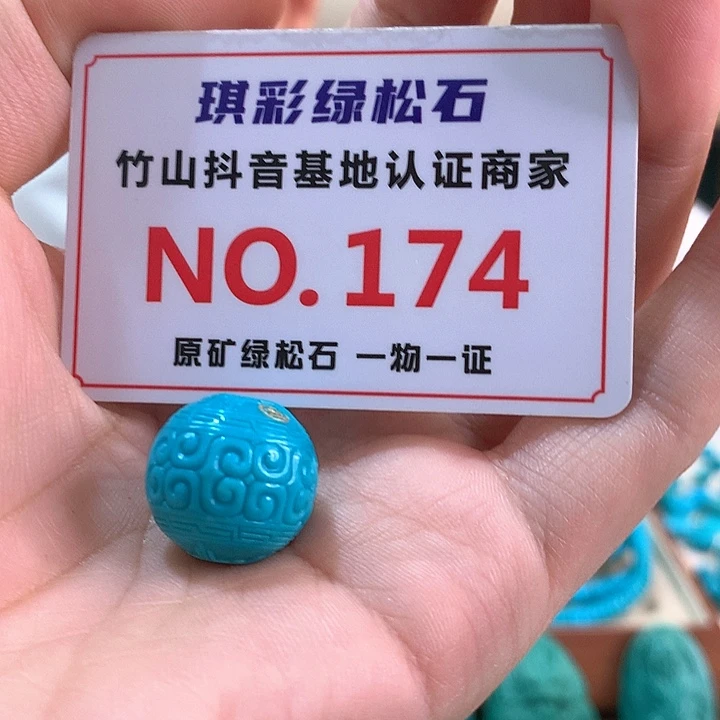 琪彩绿松石
竹山抖音基地认证商家
NO.174
原矿绿松石 一物一证